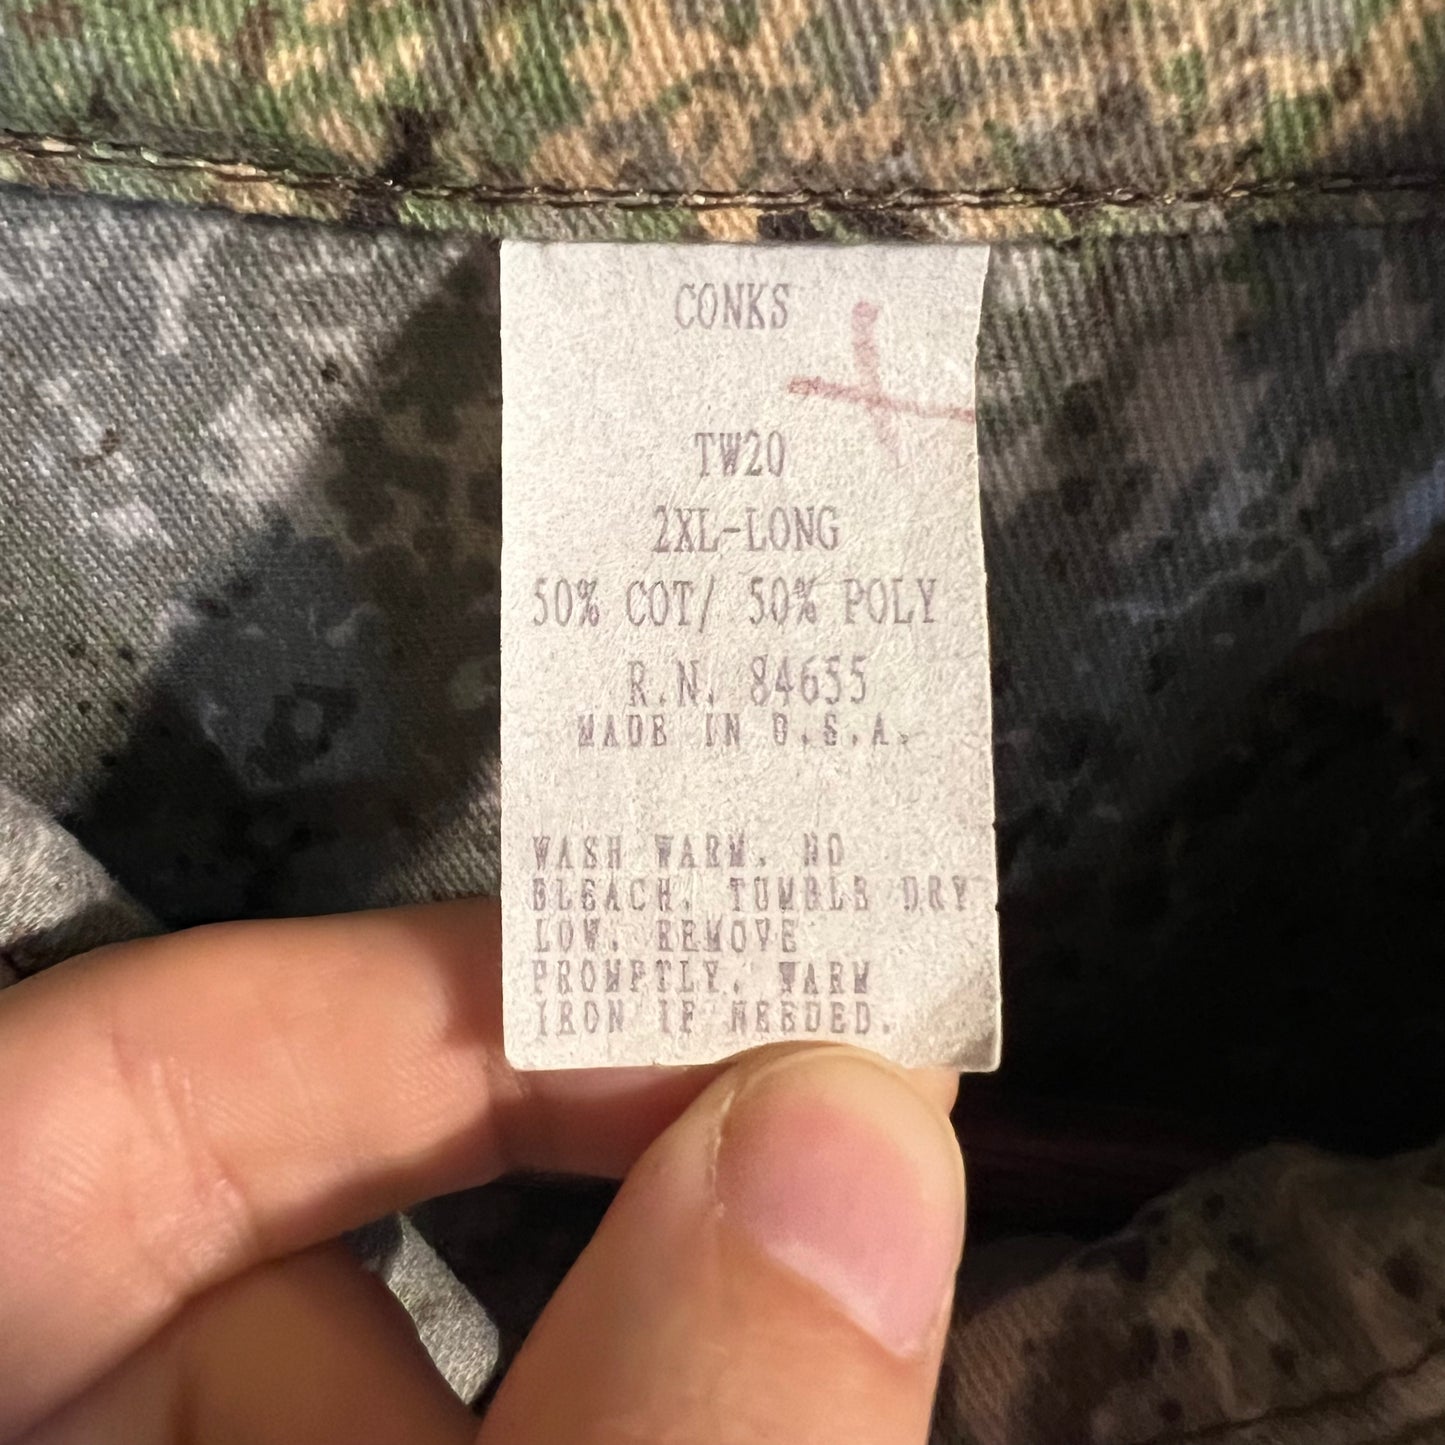 CONKS
TW20
2XL-LONG
50% COT/ 50% POLY
R.N. 84655
MADE IN U.S.A.
WASH WARM. NO
BLEACH. TUMBLE DRY
LOW. REMOVE
PROMPTLY. WARM
IRON IF NEEDED.